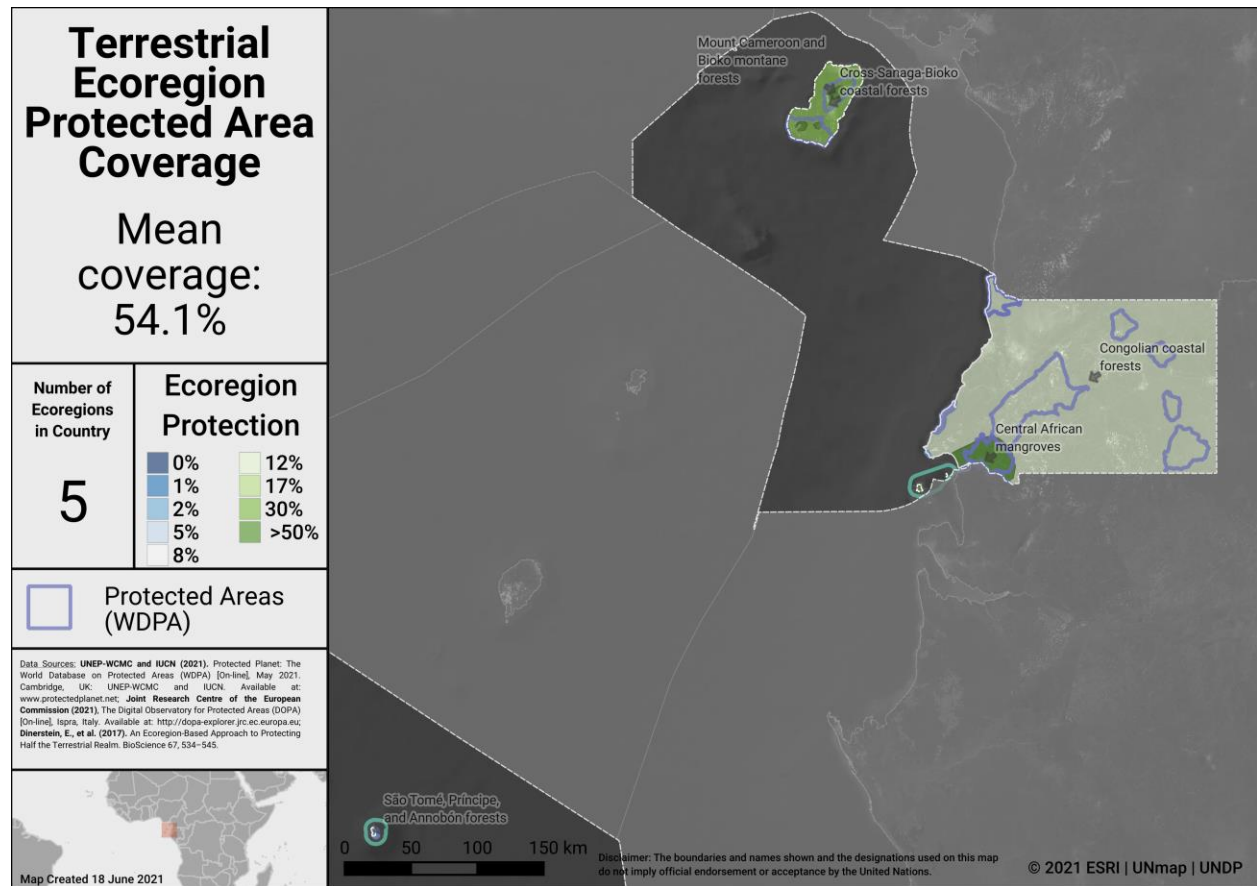 Terrestrial
Ecoregion
Protected Area
Coverage
Mean
coverage:
54.1%
Number of
Ecoregions
in Country
5
Ecoregion
Protection
0%
1%
2%
5%
8%
12%
17%
30%
>50%
Protected Areas
(WDPA)
Data Sources: UNEP-WCMC and IUCN (2021). Protected Planet: The
World Database on Protected Areas (WDPA) [On-line], May 2021.
Cambridge, UK: UNEP-WCMC and IUCN. Available at:
www.protectedplanet.net; Joint Research Centre of the European
Commission (2021), The Digital Observatory for Protected Areas (DOPA)
[On-line], Ispra, Italy. Available at: http://dopa-explorer.jrc.ec.europa.eu;
Dinerstein, E., et al. (2017). An Ecoregion-Based Approach to Protecting
Half the Terrestrial Realm. BioScience 67, 534–545.
Map Created 18 June 2021
Mount Cameroon and
Bioko montane
forests
Cross-Sanaga-Bioko
coastal forests
Congolian coastal
forests
Central African
mangroves
São Tomé, Príncipe,
and Annobón forests
0 50 100 150 km
Disclaimer: The boundaries and names shown and the designations used on this map
do not imply official endorsement or acceptance by the United Nations.
© 2021 ESRI | UNmap | UNDP